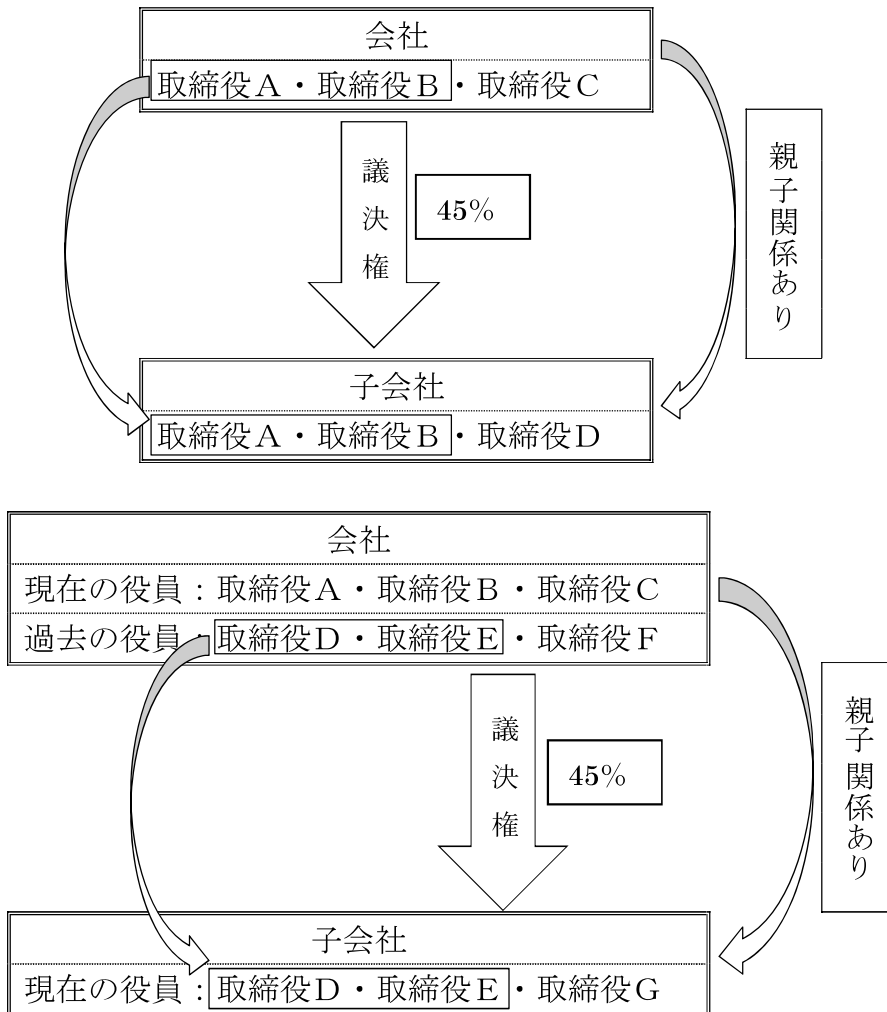 会社
取締役A・取締役B・取締役C
議決権
45%
親子関係あり
子会社
取締役A・取締役B・取締役D
会社
現在の役員：取締役A・取締役B・取締役C
過去の役員：取締役D・取締役E・取締役F
議決権
45%
親子関係あり
子会社
現在の役員：取締役D・取締役E・取締役G